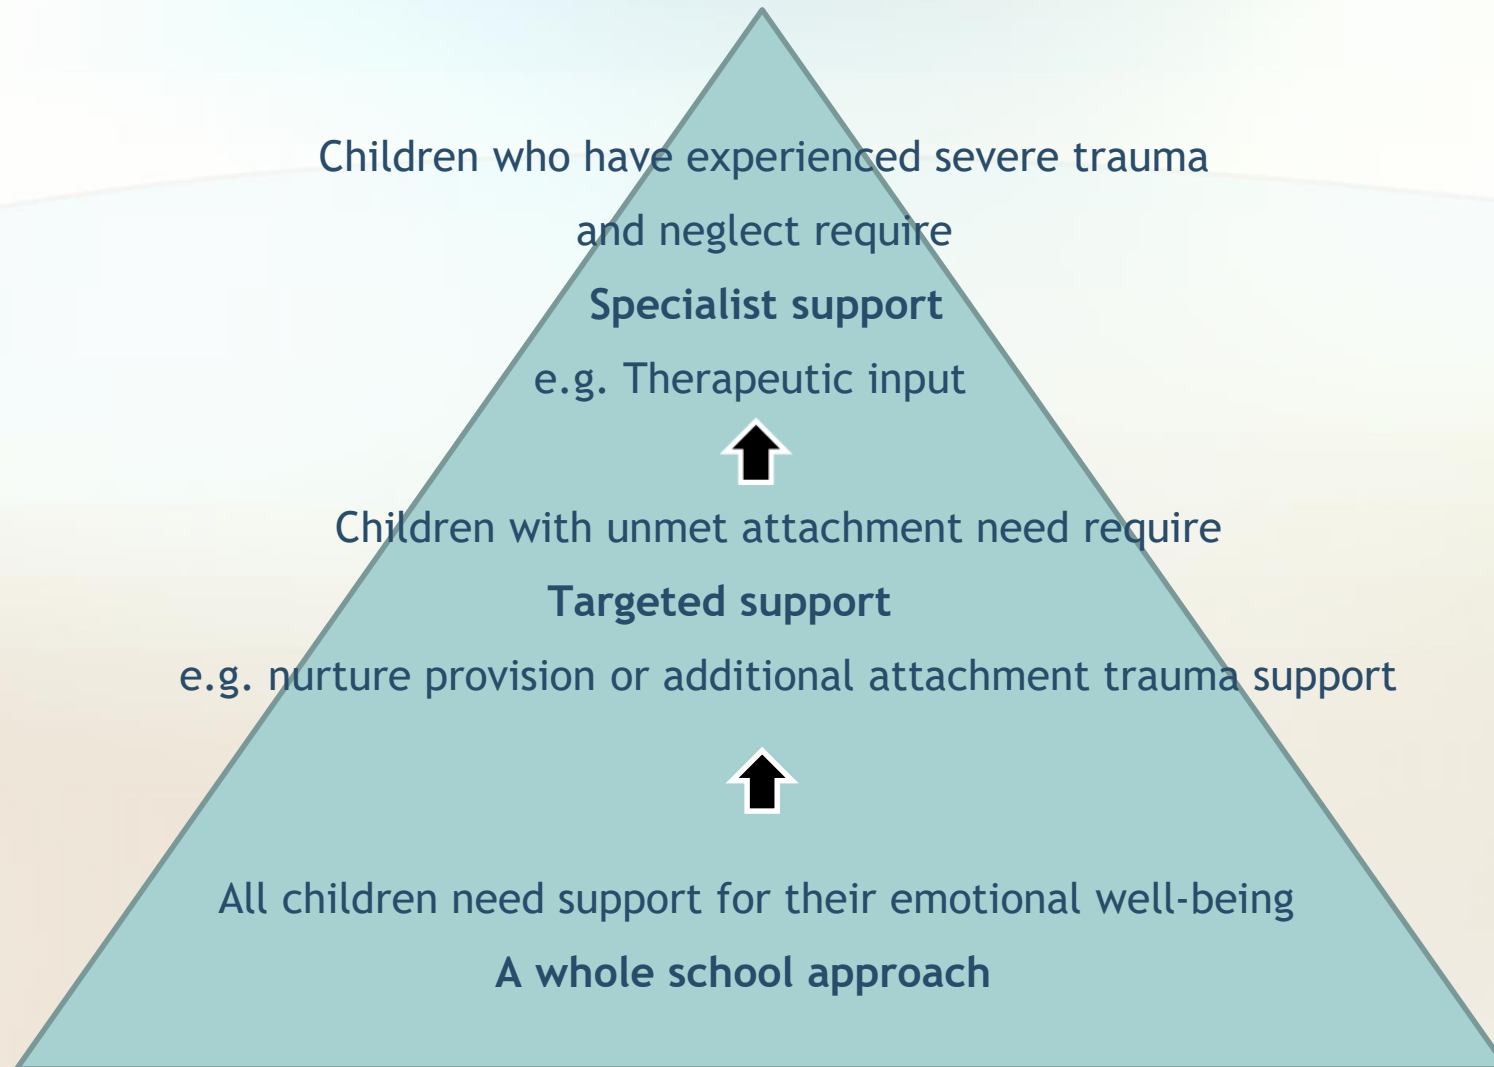 Children who have experienced severe trauma
and neglect require
Specialist support
e.g. Therapeutic input
Children with unmet attachment need require
Targeted support
e.g. nurture provision or additional attachment trauma support
All children need support for their emotional well-being
A whole school approach